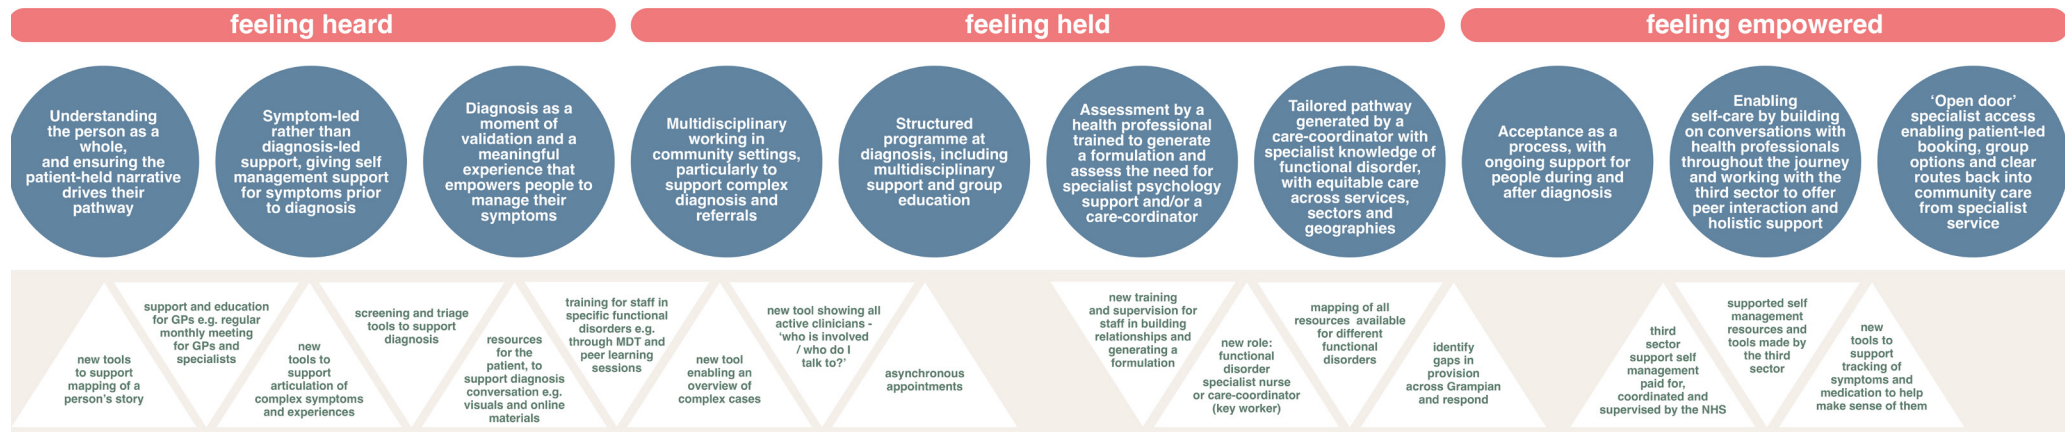 feeling heard
feeling held
feeling empowered
Understanding
the person as a
whole,
and ensuring the
patient-held narrative
drives their
pathway
Symptom-led
rather than
diagnosis-led
support, giving self
management support
for symptoms prior
to diagnosis
Diagnosis as a
moment of
validation and a
meaningful
experience that
empowers people to
manage their
symptoms
Multidisciplinary
working in
community settings,
particularly to
support complex
diagnosis and
referrals
Structured
programme at
diagnosis, including
multidisciplinary
support and group
education
Assessment by a
health professional
trained to generate
a formulation and
assess the need for
specialist psychology
support and/or a
care-cordinator
Tailored pathway
generated by a
care-coordinator with
specialist knowledge of
functional disorder,
with equitable care
across services,
sectors and
geographies
Acceptance as a
process, with
ongoing support for
people during and
after diagnosis
Enabling
self-care by building
on conversations with
health professionals
throughout the journey
and working with the
third sector to offer
peer interaction and
holistic support
‘Open door’
specialist access
enabling patient-led
booking, group
options and clear
routes back into
community care
from specialist
service
new tools
to support
mapping of a
person’s story
support and education
for GPs e.g. regular
monthly meeting
for GPs and
specialists
new
tools to
support
articulation of
complex symptoms
and experiences
screening and triage
tools to support
diagnosis
resources
for the
patient, to
support diagnosis
conversation e.g.
visuals and online
materials
training for staff in
specific functional
disorders e.g.
through MDT and
peer learning
sessions
new tool
enabling an
overview of
complex cases
new tool showing all
active clinicians -
‘who is involved
/ who do I
talk to?’
asynchronous
appointments
new training
and supervision for
staff in building
relationships and
generating a
formulation
new role:
functional
disorder
specialist nurse
or care-coordinator
(key worker)
mapping of all
resources available
for different
functional
disorders
identify
gaps in
provision
across Grampian
and respond
third
sector
support self
management
paid for,
coordinated and
supervised by the NHS
supported self
management
resources and
tools made by
the third
sector
new
tools to
support
tracking of
symptoms and
medication to help
make sense of them